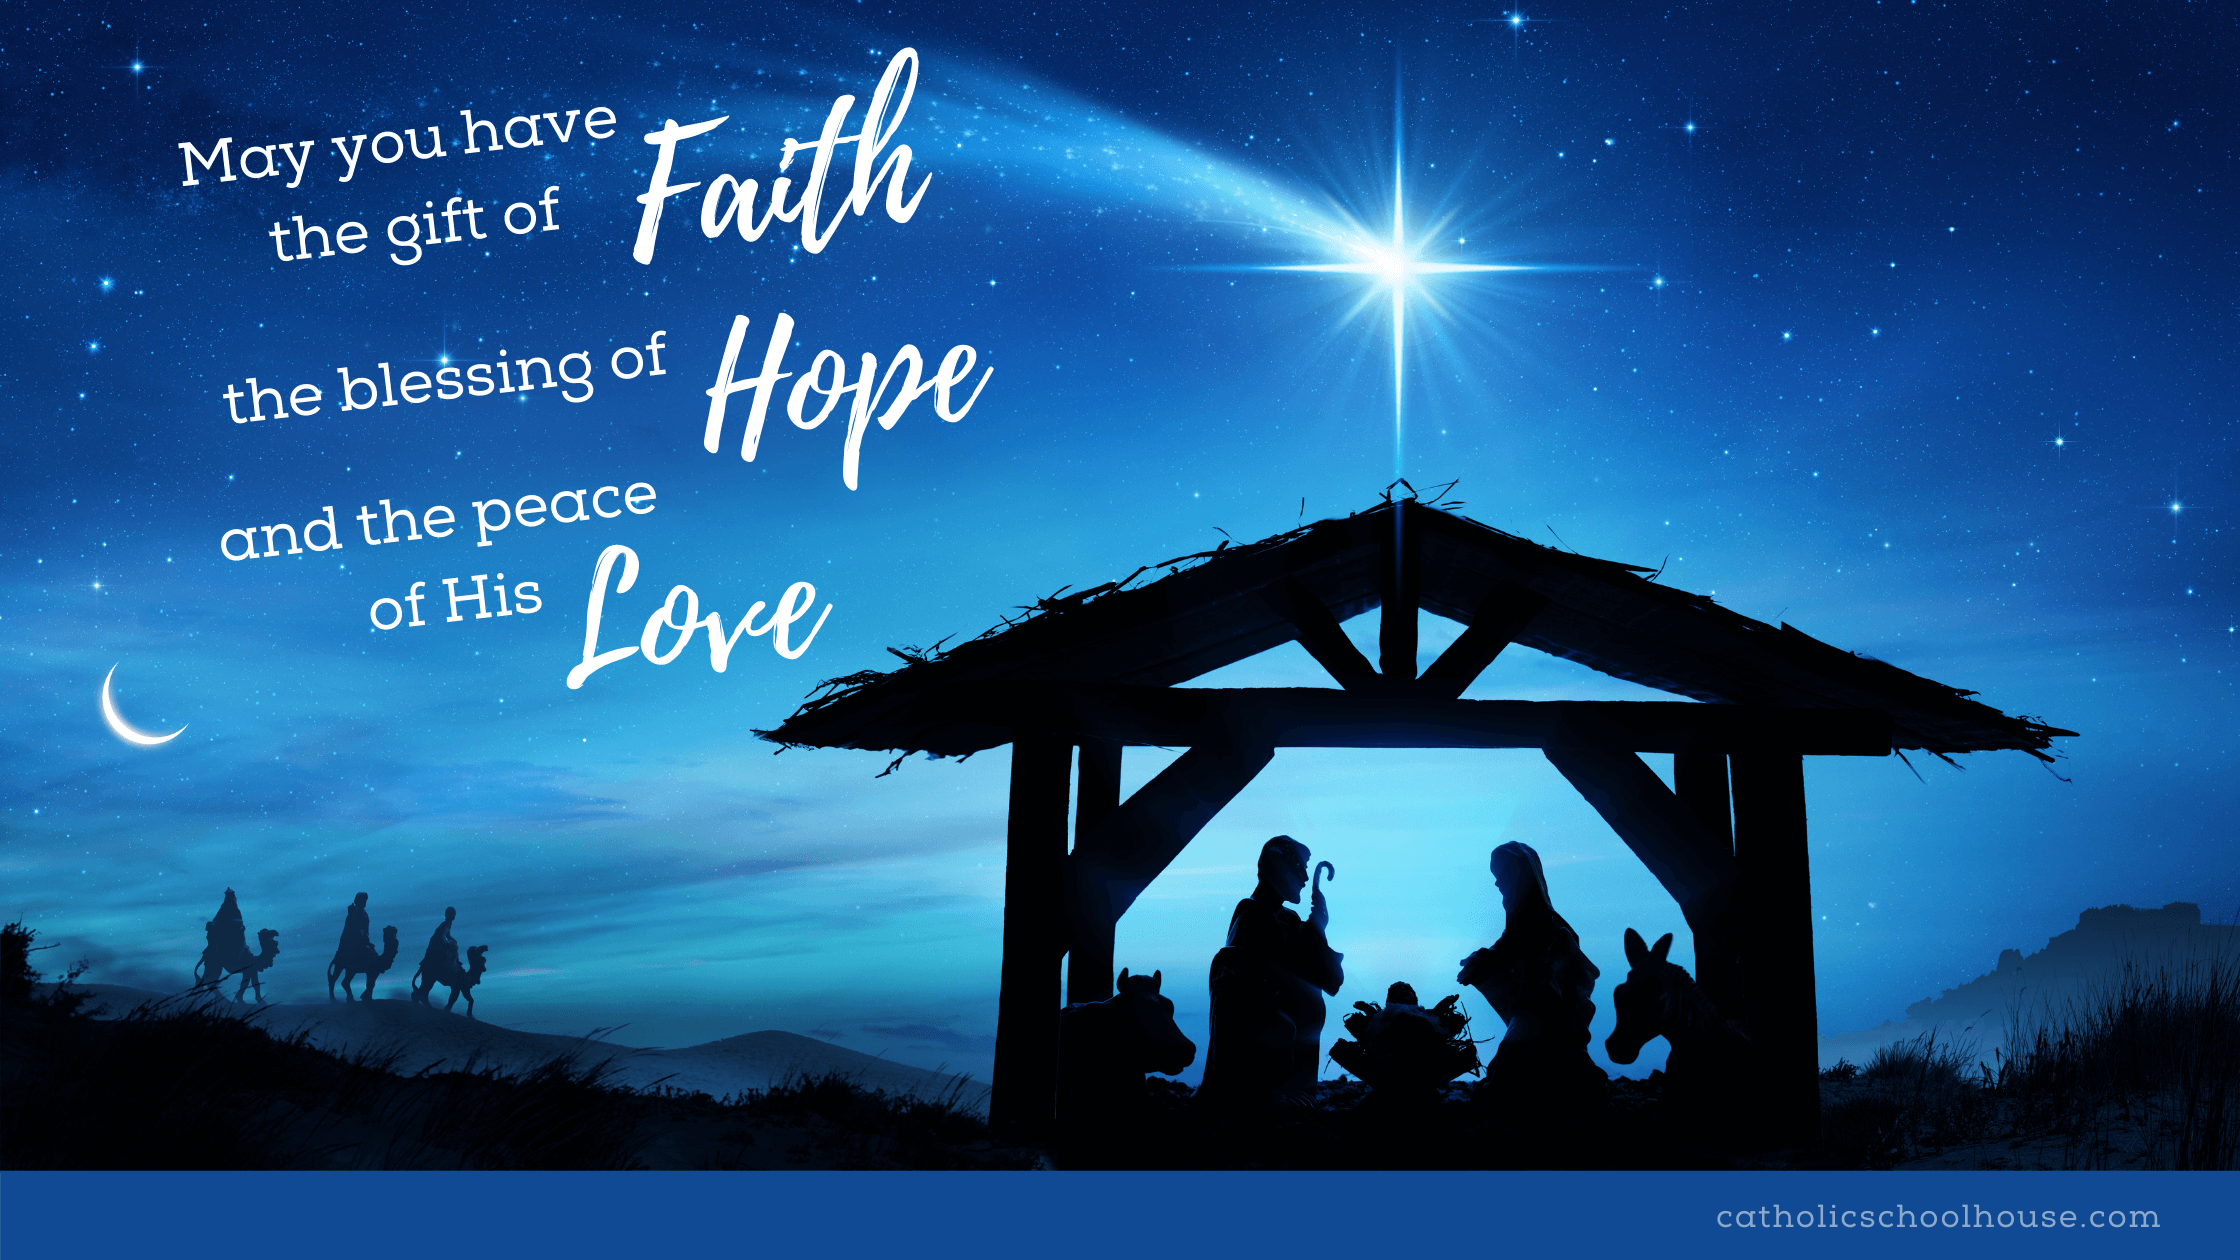 May you have
the gift of Faith
the blessing of Hope
and the peace
of His Love
catholicschoolhouse.com